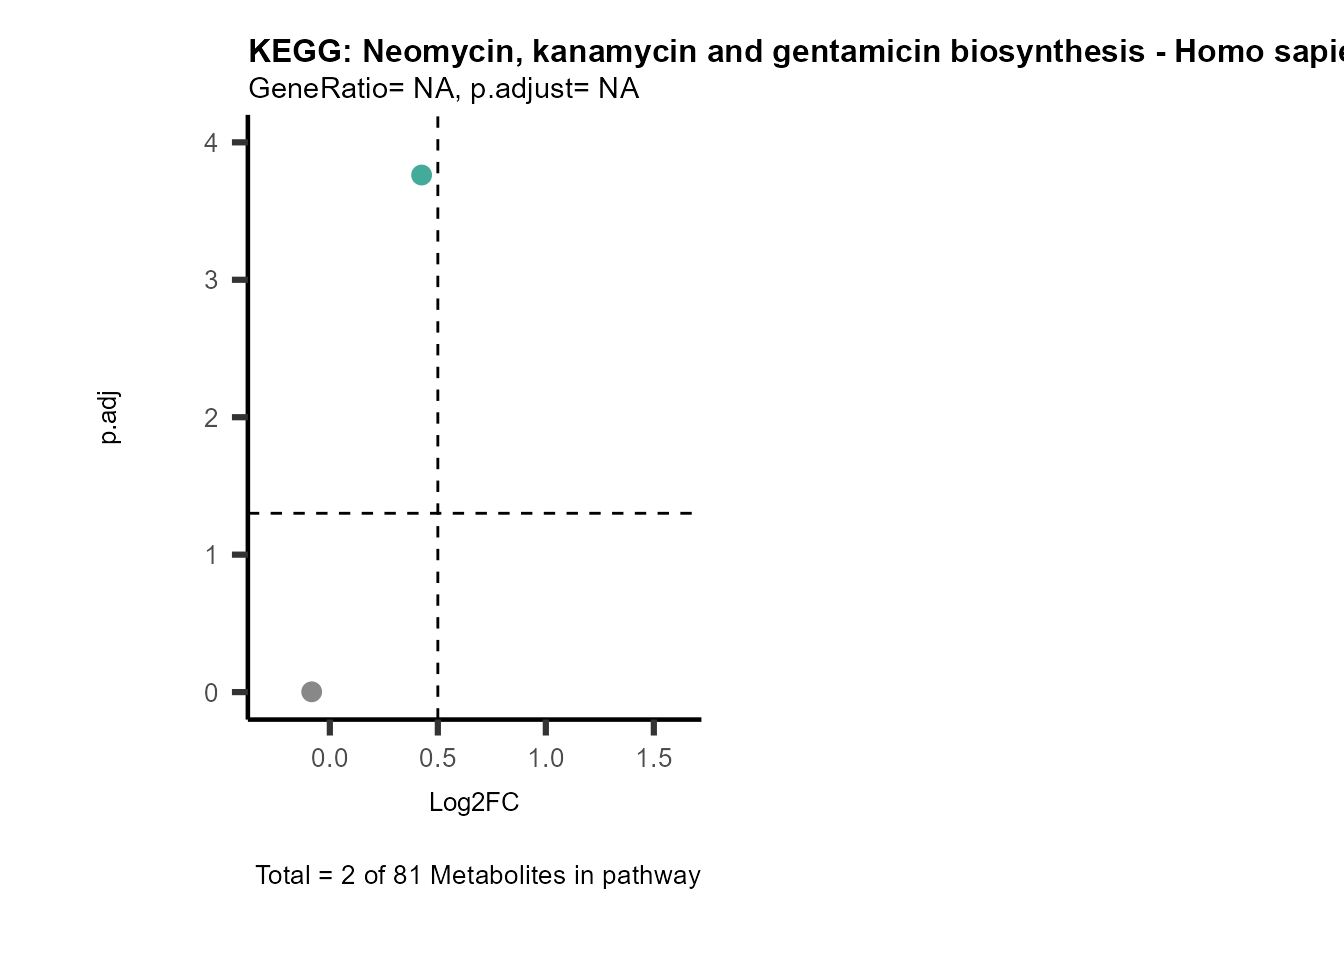 KEGG: Neomycin, kanamycin and gentamicin biosynthesis - Homo
GeneRatio= NA, p.adjust= NA
4
3
2
1
0
p.adj
0.0 0.5 1.0 1.5
Log2FC
Total = 2 of 81 Metabolites in pathway